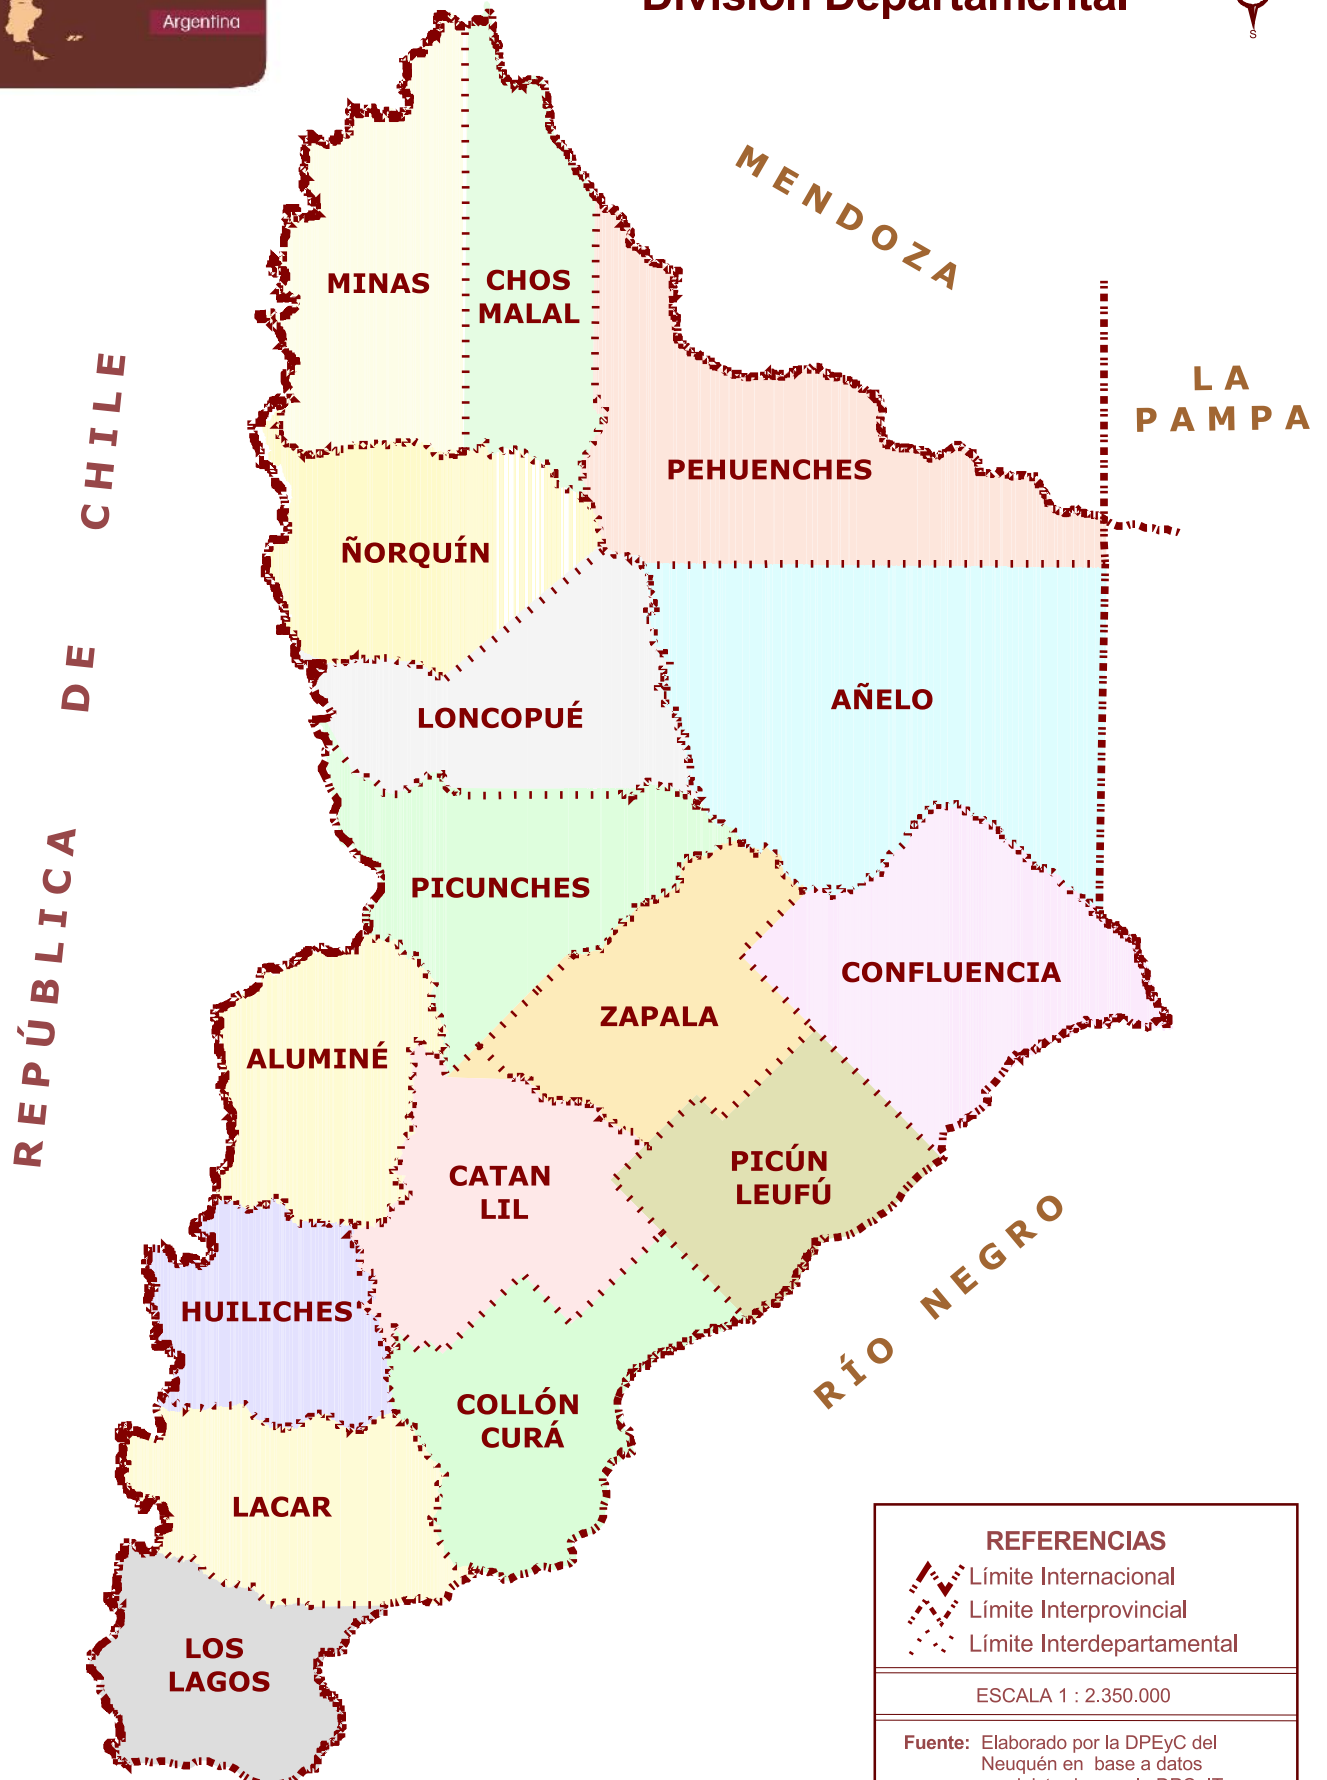 División Departamental
Argentina
S
MENDOZA
LA
PAMPA
REPÚBLICA DE CHILE
RÍO NEGRO
MINAS
CHOS
MALAL
PEHUENCHES
ÑORQUÍN
LONCOPUÉ
AÑELO
PICUNCHES
CONFLUENCIA
ZAPALA
ALUMINÉ
CATAN
LIL
PICÚN
LEUFÚ
HUILICHES
COLLÓN
CURÁ
LACAR
LOS
LAGOS
REFERENCIAS
Límite Internacional
Límite Interprovincial
Límite Interdepartamental
ESCALA 1 : 2.350.000
Fuente: Elaborado por la DPEyC del
Neuquén en base a datos